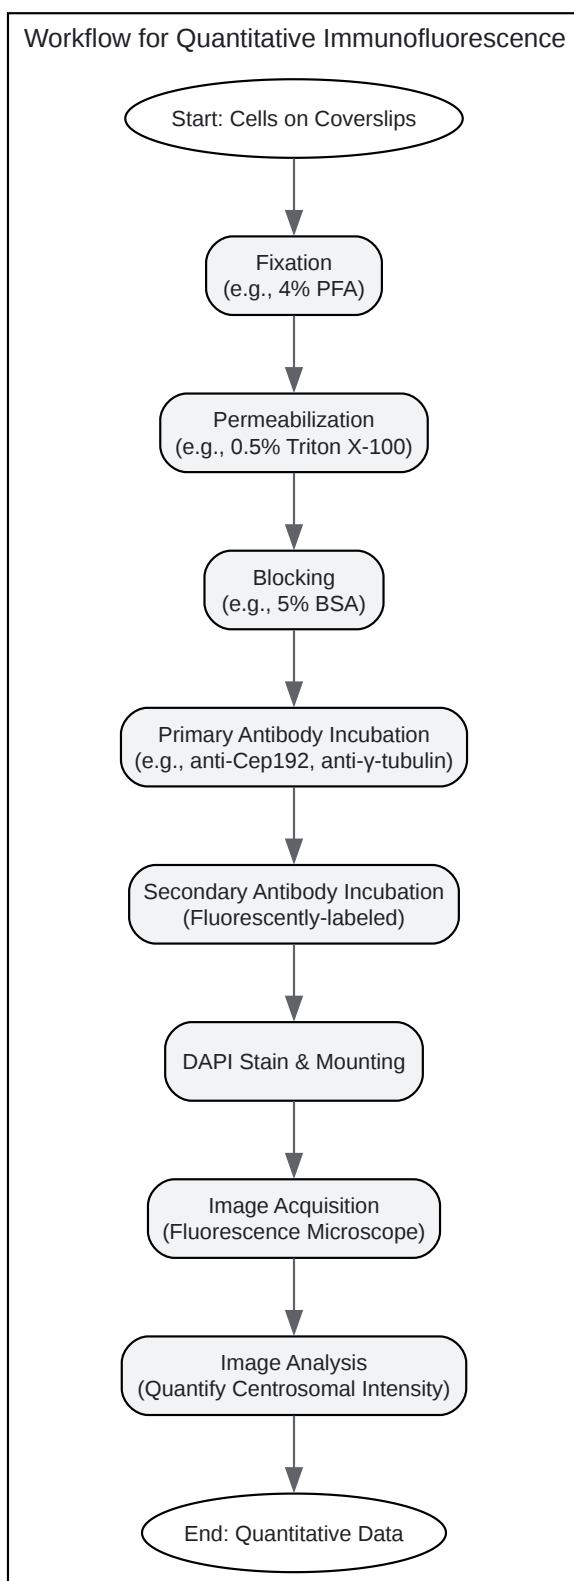 Workflow for Quantitative Immunofluorescence
Start: Cells on Coverslips
Fixation
(e.g., 4% PFA)
Permeabilization
(e.g., 0.5% Triton X-100)
Blocking
(e.g., 5% BSA)
Primary Antibody Incubation
(e.g., anti-Cep192, anti-γ-tubulin)
Secondary Antibody Incubation
(Fluorescently-labeled)
DAPI Stain & Mounting
Image Acquisition
(Fluorescence Microscope)
Image Analysis
(Quantify Centrosomal Intensity)
End: Quantitative Data